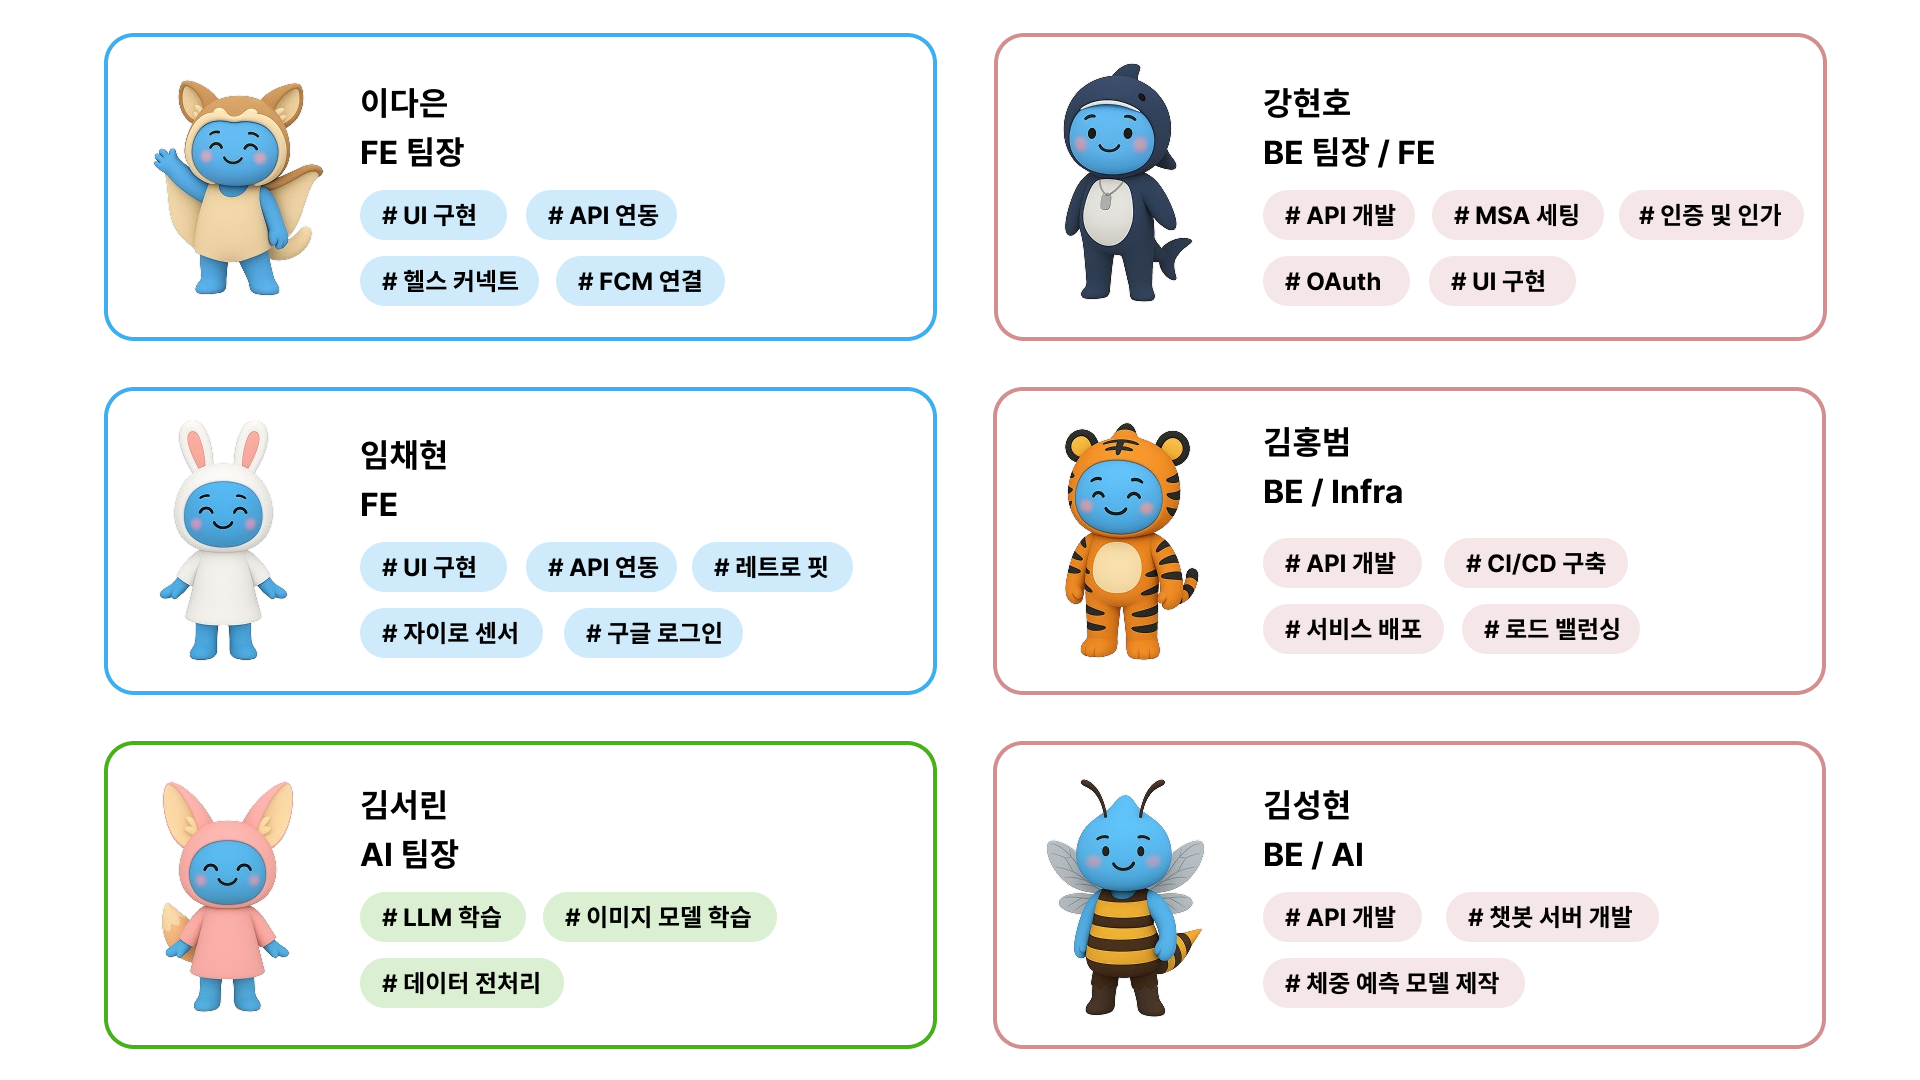 이다은
FE 팀장
# UI 구현
# API 연동
# 헬스 커넥트
# FCM 연결
강현호
BE 팀장 / FE
# API 개발
# MSA 세팅
# 인증 및 인가
# OAuth
# UI 구현
임채현
FE
# UI 구현
# API 연동
# 레트로 핏
# 자이로 센서
# 구글 로그인
김홍범
BE / Infra
# API 개발
# CI/CD 구축
# 서비스 배포
# 로드 밸런싱
김서린
AI 팀장
# LLM 학습
# 이미지 모델 학습
# 데이터 전처리
김성현
BE / AI
# API 개발
# 챗봇 서버 개발
# 체중 예측 모델 제작